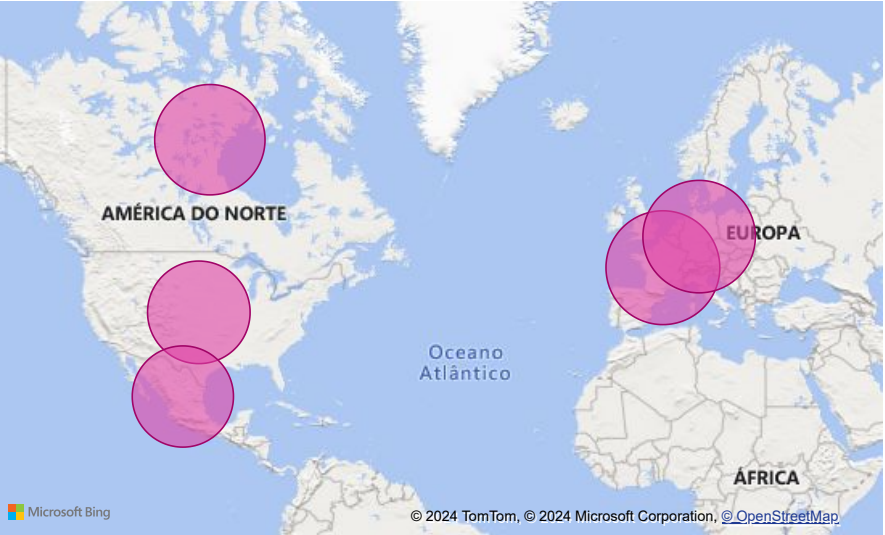 AMÉRICA DO NORTE
EUROPA
Oceano
Atlântico
ÁFRICA
Microsoft Bing
© 2024 TomTom, © 2024 Microsoft Corporation, © OpenStreetMap